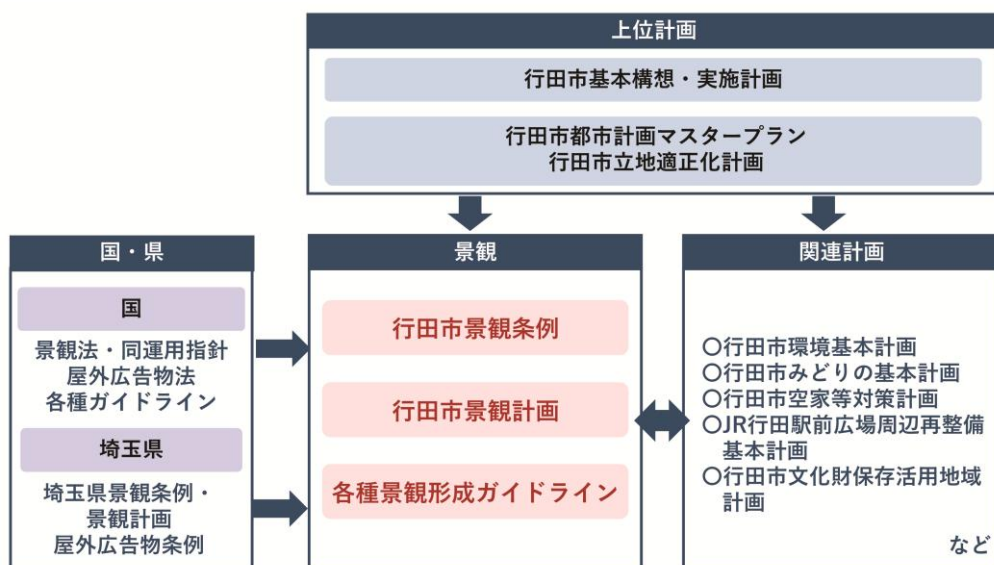 上位計画
行田市基本構想・実施計画
行田市都市計画マスタープラン
行田市立地適正化計画
国・県
国
景観法・同運用指針
屋外広告物法
各種ガイドライン
埼玉県
埼玉県景観条例・
景観計画
屋外広告物条例
景観
行田市景観条例
行田市景観計画
各種景観形成ガイドライン
関連計画
〇行田市環境基本計画
〇行田市みどりの基本計画
〇行田市空家等対策計画
〇JR行田駅前広場周辺再整備
基本計画
〇行田市文化財保存活用地域
計画
など